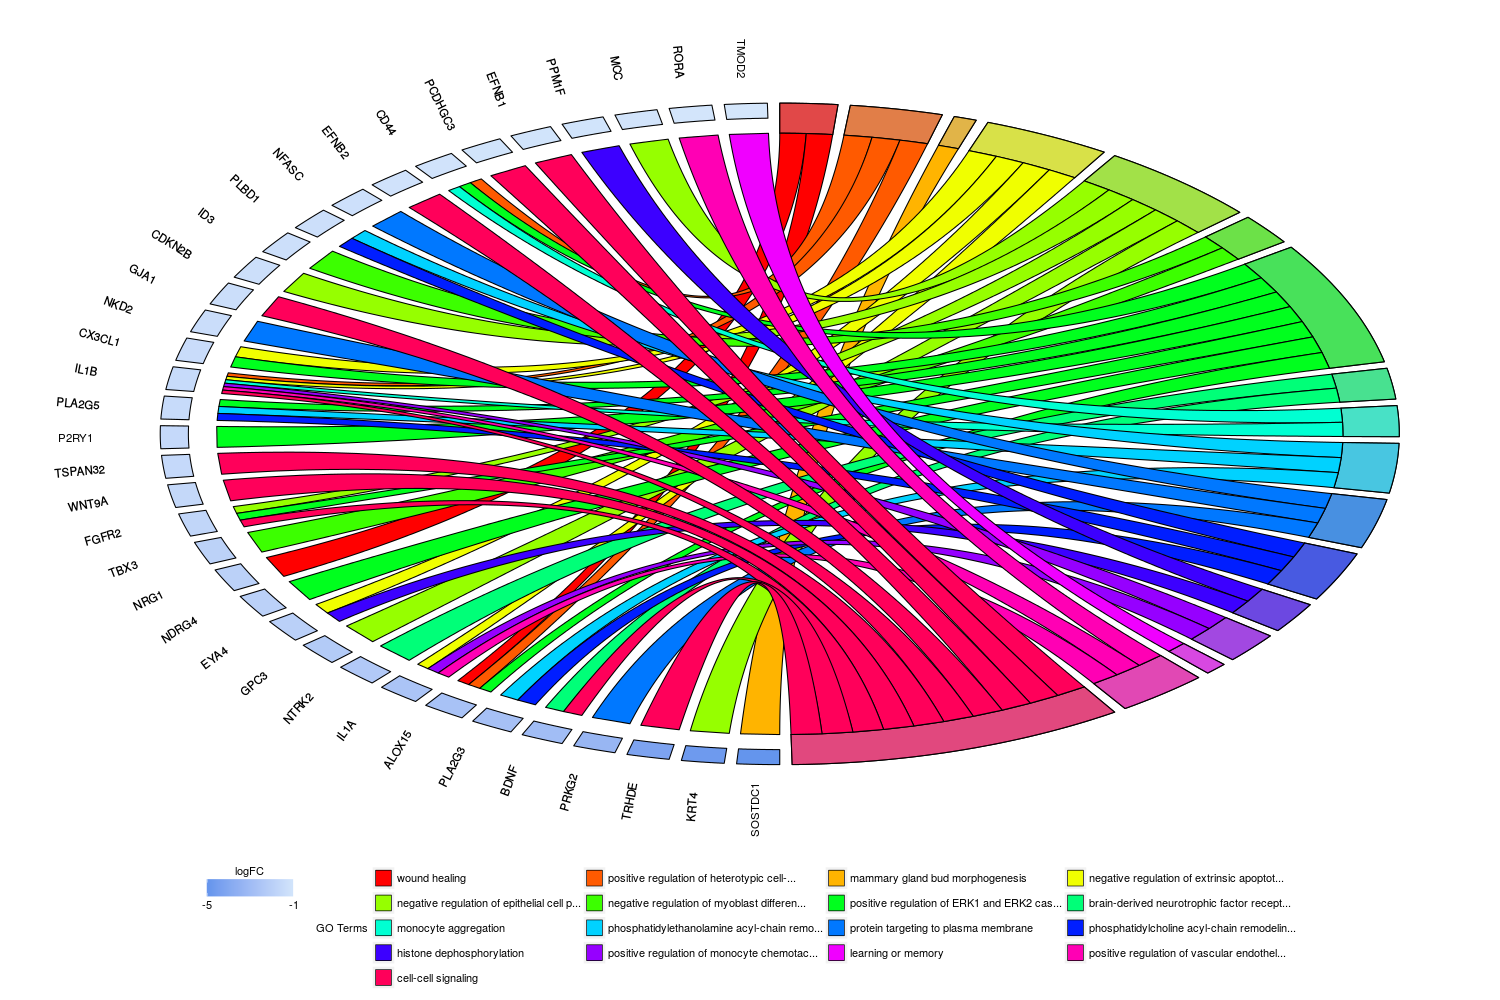 TMOD2
RORA
MCC
PPM1F
EFNB1
PCDHGC3
CD44
EFNB2
NFASC
PLBD1
ID3
CDKN2B
GJA1
NKD2
CX3CL1
IL1B
PLA2G5
P2RY1
TSPAN32
WNT9A
FGFR2
TBX3
NRG1
NDRG4
EYA4
GPC3
NTRK2
IL1A
ALOX15
PLA2G3
BDNF
PRKG2
TRHDE
KRT4
SOSTDC1
logFC
-5 -1
GO Terms
wound healing
positive regulation of heterotypic cell-...
mammary gland bud morphogenesis
negative regulation of extrinsic apoptot...
negative regulation of epithelial cell p...
negative regulation of myoblast differen...
positive regulation of ERK1 and ERK2 cas...
brain-derived neurotrophic factor recept...
monocyte aggregation
phosphatidylethanolamine acyl-chain remo...
protein targeting to plasma membrane
phosphatidylcholine acyl-chain remodelin...
histone dephosphorylation
positive regulation of monocyte chemotac...
learning or memory
positive regulation of vascular endothel...
cell-cell signaling